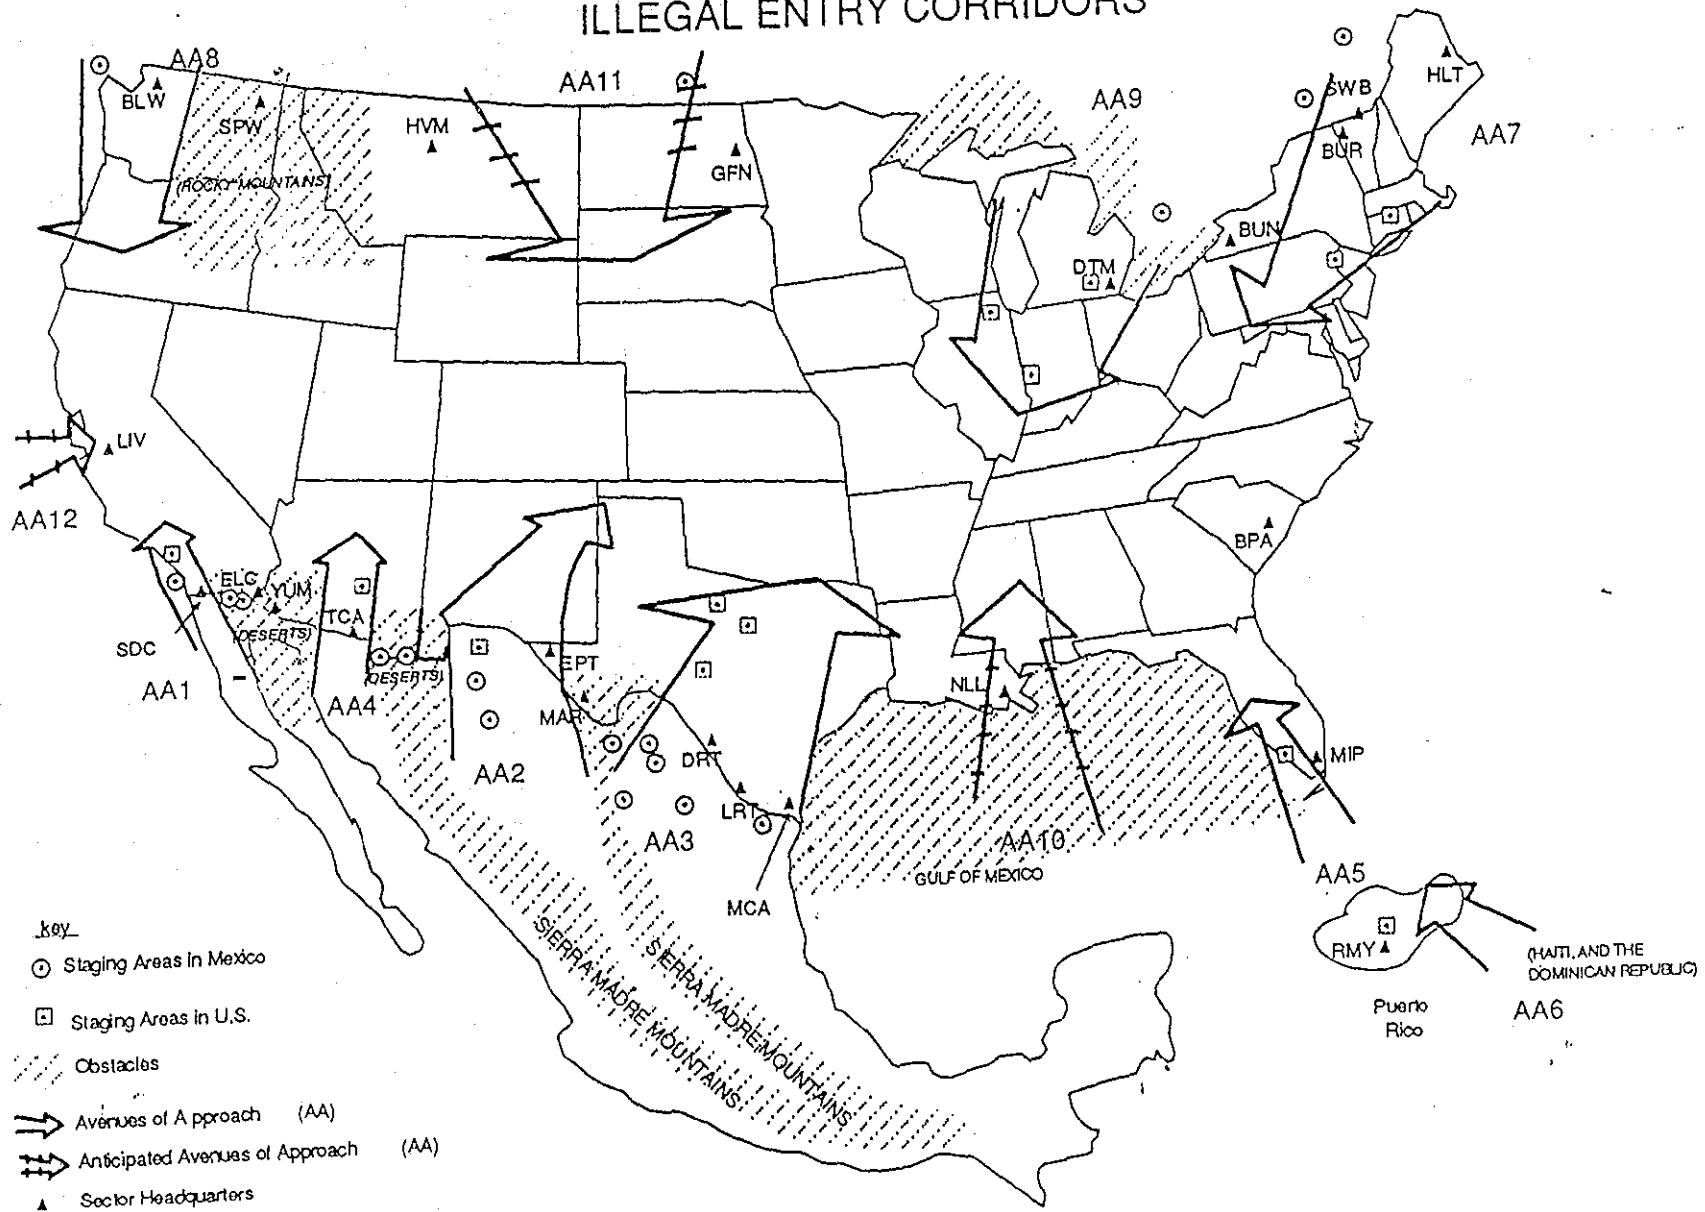 ILLEGAL ENTRY CORRIDORS
AA8
BLW
SPW
(ROCKY MOUNTAINS)
HVM
AA11
GFN
AA9
SWB
HLT
BUR
AA7
BUN
DTM
LIV
AA12
BPA
ELC
YUM
(DESERTS)
SDC
AA1
TCA
(DESERTS)
AA4
EPT
MAR
AA2
DRT
LRT
AA3
MCA
NLL
AA10
GULF OF MEXICO
MIP
AA5
RMY
Puerto
Rico
(HAITI, AND THE
DOMINICAN REPUBLIC)
AA6
SIERRA MADRE MOUNTAINS
SIERRA MADRE MOUNTAINS
key
Staging Areas in Mexico
Staging Areas in U.S.
Obstacles
Avenues of Approach (AA)
Anticipated Avenues of Approach (AA)
Sector Headquarters